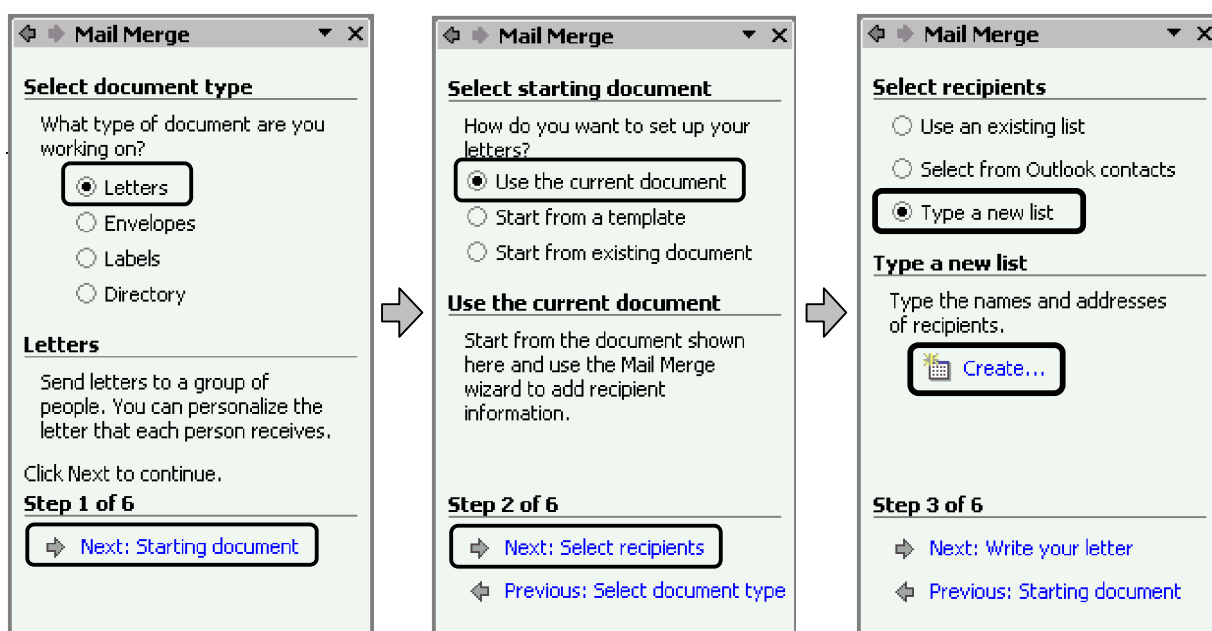 Mail Merge
Select document type
What type of document are you
working on?
Letters
Envelopes
Labels
Directory
Letters
Send letters to a group of
people. You can personalize the
letter that each person receives.
Click Next to continue.
Step 1 of 6
Next: Starting document
Mail Merge
Select starting document
How do you want to set up your
letters?
Use the current document
Start from a template
Start from existing document
Use the current document
Start from the document shown
here and use the Mail Merge
wizard to add recipient
information.
Step 2 of 6
Next: Select recipients
Previous: Select document type
Mail Merge
Select recipients
Use an existing list
Select from Outlook contacts
Type a new list
Type a new list
Type the names and addresses
of recipients.
Create...
Step 3 of 6
Next: Write your letter
Previous: Starting document